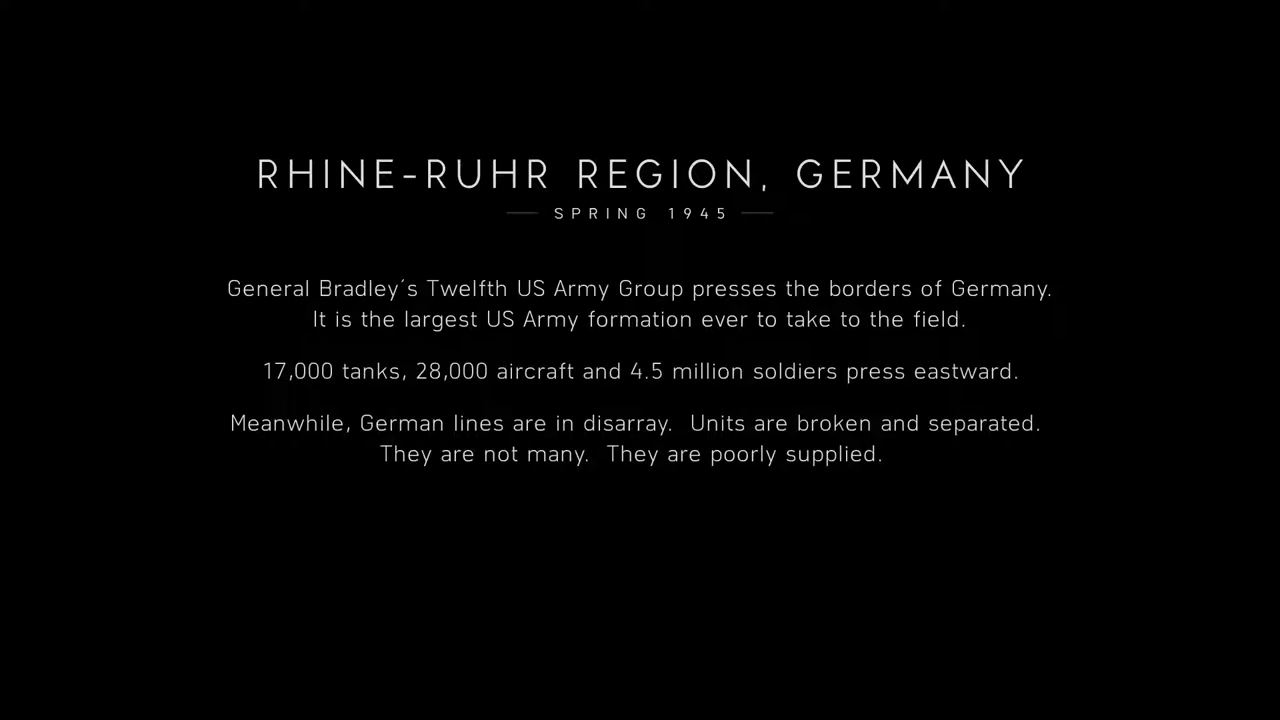 RHINE-RUHR REGION, GERMANY
SPRING 1945
General Bradley´s Twelfth US Army Group presses the borders of Germany.
It is the largest US Army formation ever to take to the field.
17,000 tanks, 28,000 aircraft and 4.5 million soldiers press eastward.
Meanwhile, German lines are in disarray.  Units are broken and separated.
They are not many.  They are poorly supplied.